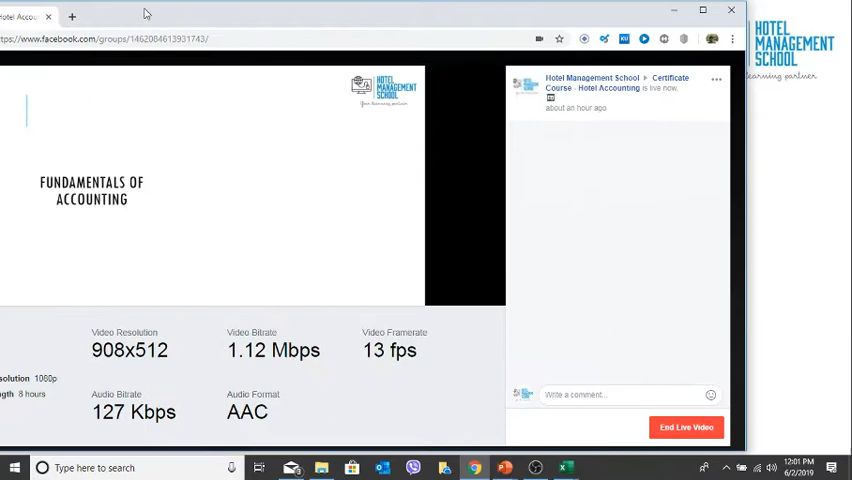 Hotel Accou
ttps://www.facebook.com/groups/1462084613931743/
HOTEL
MANAGEMENT
SCHOOL
Your learning partner
FUNDAMENTALS OF
ACCOUNTING
Hotel Management School ▶ Certificate
Course - Hotel Accounting is live now.
about an hour ago
HOTEL
MANAGEMENT
SCHOOL
learning partner
Video Resolution
908x512
Video Bitrate
1.12 Mbps
Video Framerate
13 fps
solution 1080p
ngth 8 hours
Audio Bitrate
127 Kbps
Audio Format
AAC
Write a comment...
End Live Video
Type here to search
12:01 PM
6/2/2019